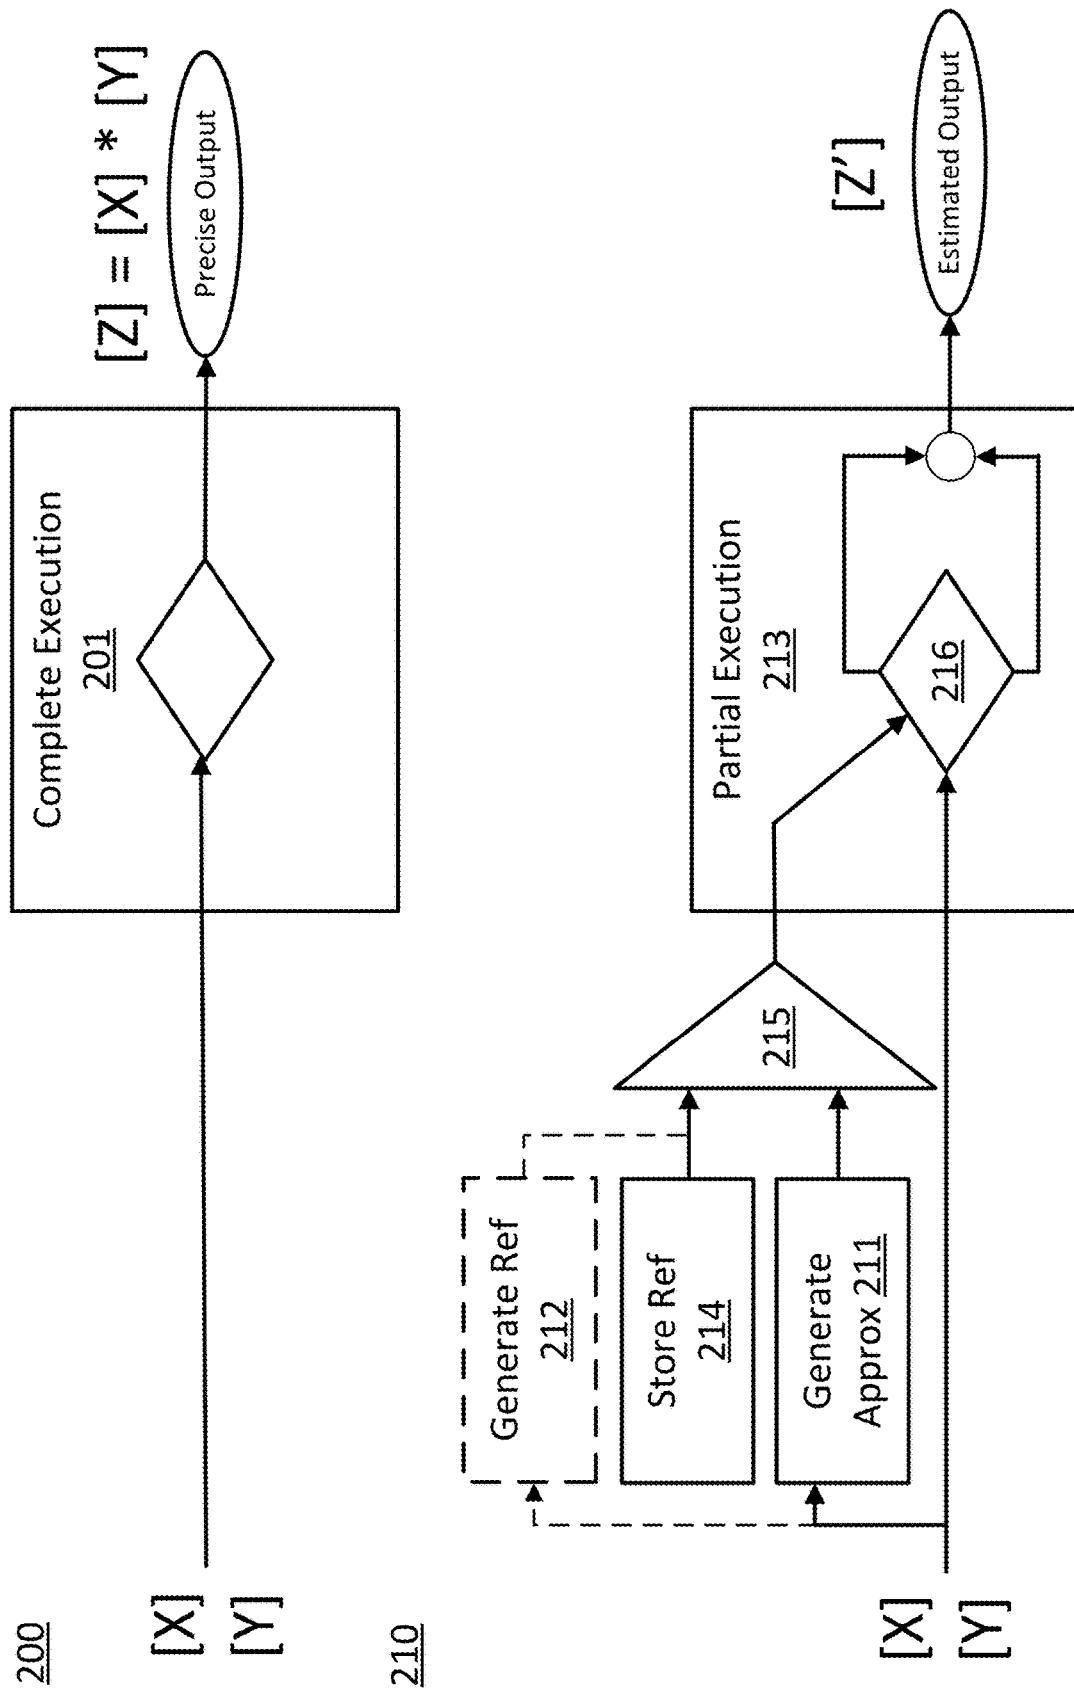 200
[X]
[Y]
Complete Execution
201
[Z] = [X] * [Y]
Precise Output
210
[X]
[Y]
Generate Ref
212
Store Ref
214
Generate
Approx 211
215
Partial Execution
213
216
[Z']
Estimated Output